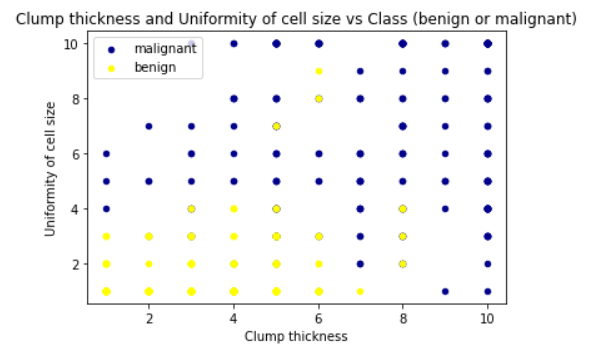 Clump thickness and Uniformity of cell size vs Class (benign or malignant)
10
malignant
benign
8
6
4
2
Uniformity of cell size
2
4
6
8
10
Clump thickness